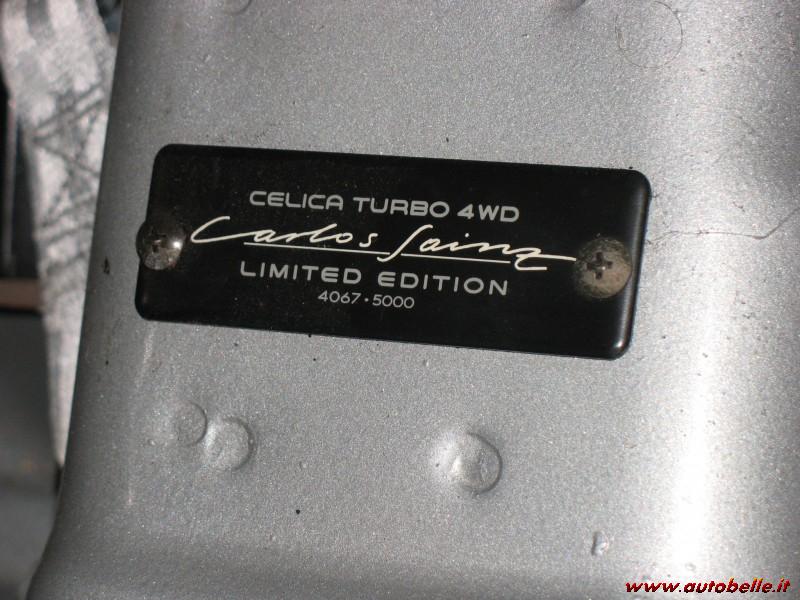 CELICA TURBO 4WD
Carlos Sainz
LIMITED EDITION
4067・5000
www.autobelle.it